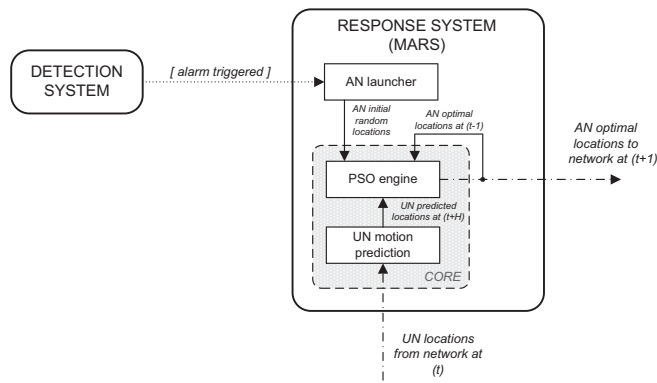 RESPONSE SYSTEM
(MARS)
DETECTION
SYSTEM
[ alarm triggered ]
AN launcher
AN initial
random
locations
AN optimal
locations at (t-1)
AN optimal
locations to
network at (t+1)
PSO engine
UN predicted
locations at (t+H)
UN motion
prediction
CORE
UN locations
from network at
(t)